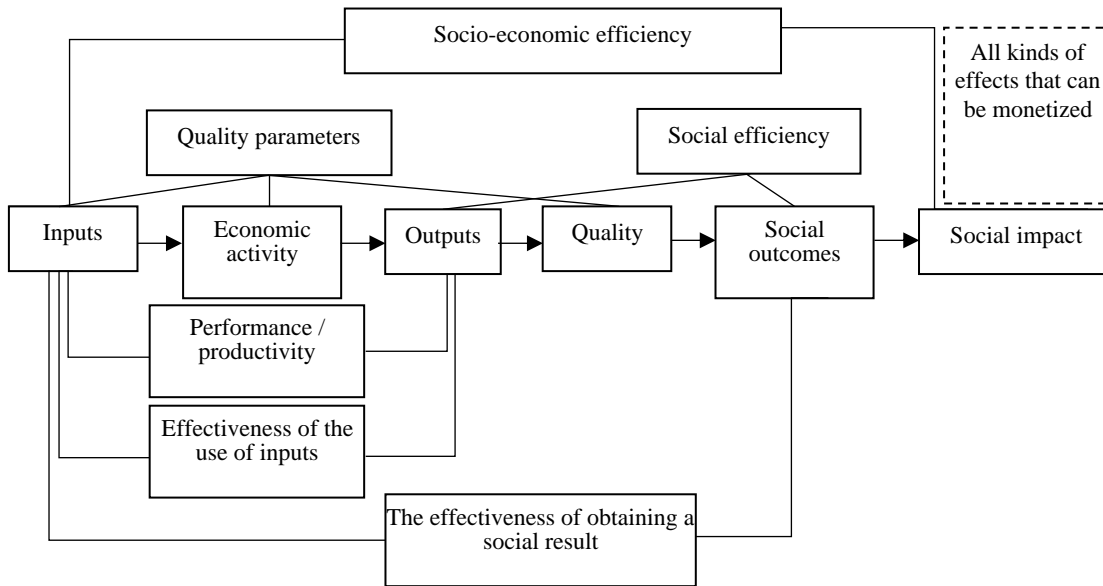 Socio-economic efficiency
All kinds of
effects that can
be monetized
Quality parameters
Social efficiency
Inputs
Economic
activity
Outputs
Quality
Social
outcomes
Social impact
Performance /
productivity
Effectiveness of the
use of inputs
The effectiveness of obtaining a
social result